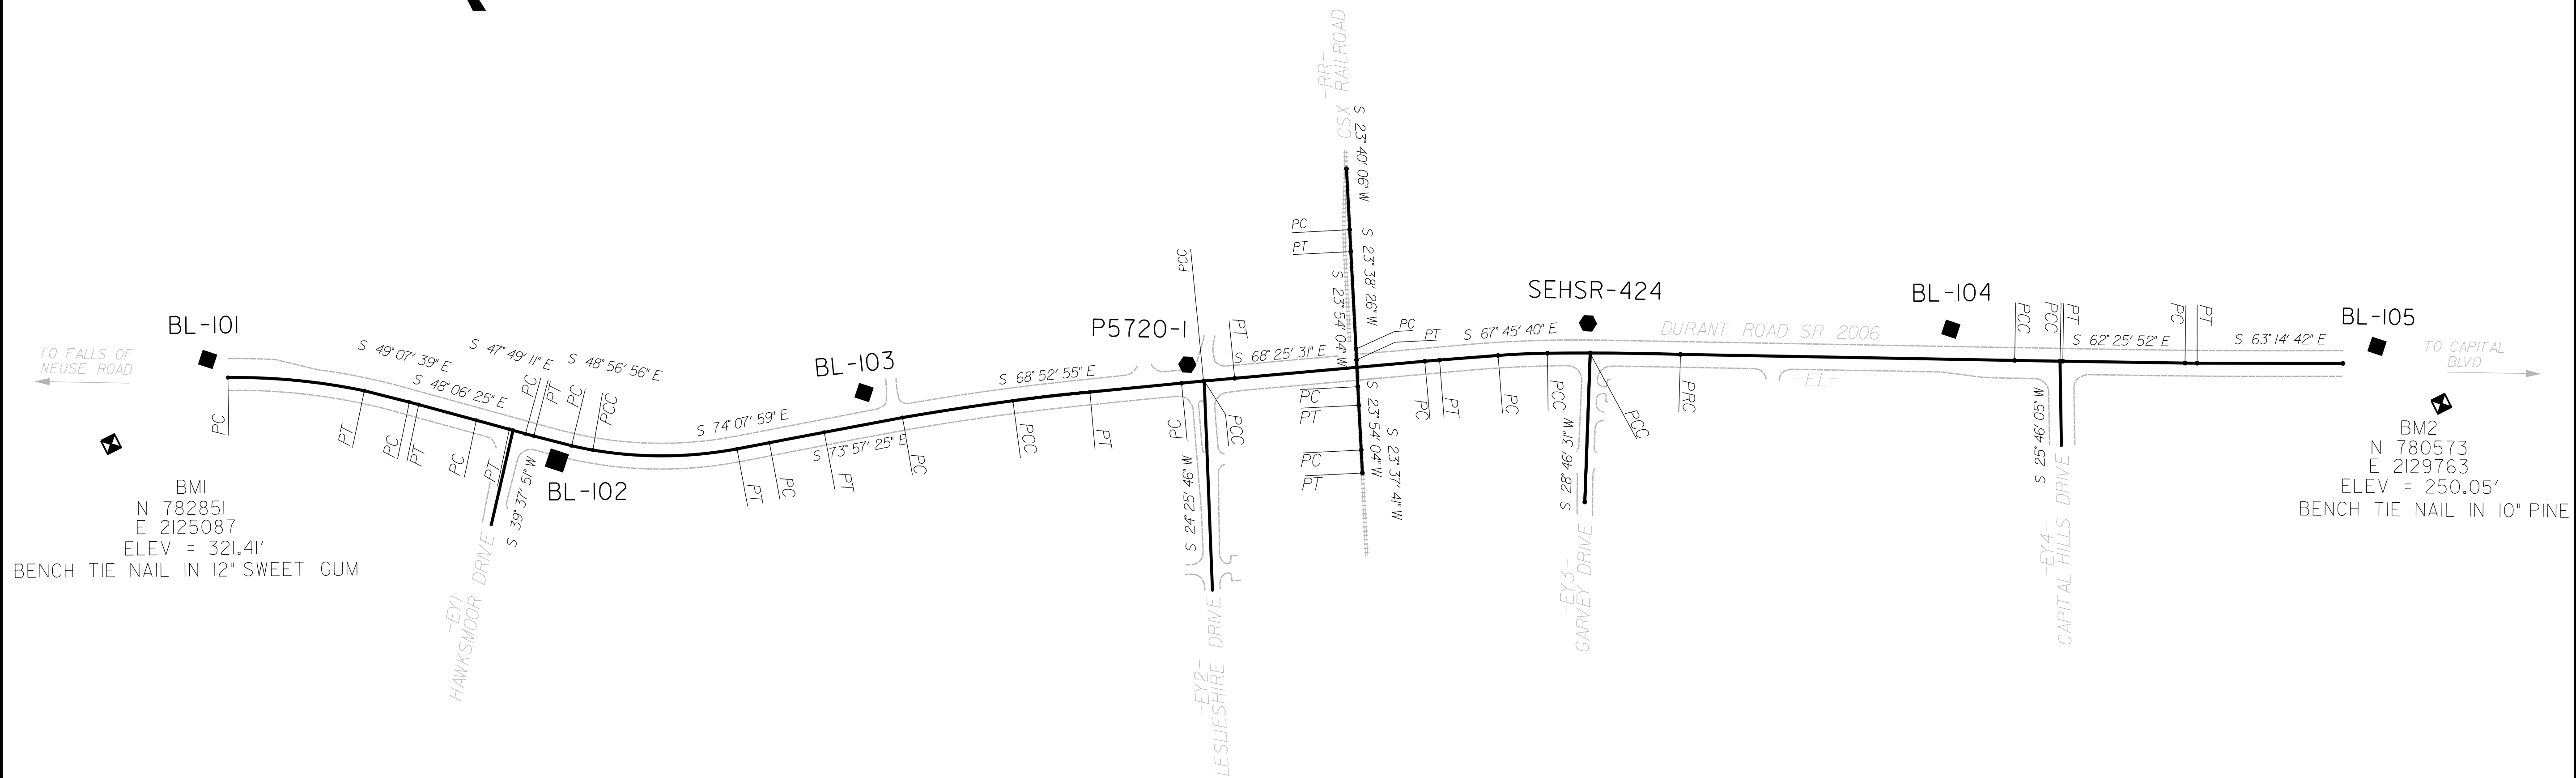 -RR-
CSX RAILROAD
S 23° 40' 06" W
PC
PT
S 23° 38' 26" W
S 23° 54' 04" W
PC
PT
PCC
BL-101
TO FALLS OF
NEUSE ROAD
PC
PT
S 49° 07' 39" E
S 48° 06' 25" E
S 47° 49' 11" E
S 48° 56' 56" E
PC
PT
PC
PCC
PC
PT
PC
PT
BL-102
S 39° 37' 51" W
-EY1
HAWKSMOOR DRIVE
BM1
N 782851
E 2125087
ELEV = 321.41'
BENCH TIE NAIL IN 12" SWEET GUM
BL-103
S 74° 07' 59" E
S 73° 57' 25" E
PT
PC
PT
PC
S 68° 52' 55" E
PCC
PT
P5720-1
PC
PCC
PT
S 68° 25' 31" E
S 24° 25' 46" W
-EY2-
LESLIESHIRE DRIVE
PC
PT
PC
PT
S 23° 54' 04" W
S 23° 37' 41" W
PC
PT
S 67° 45' 40" E
PC
PCC
SEHSR-424
PCC
PRC
S 28° 46' 31" W
-EY3-
GARVEY DRIVE
DURANT ROAD SR 2006
-EL-
BL-104
PCC
PCC
PT
S 62° 25' 52" E
PC
PT
S 63° 14' 42" E
S 25° 46' 05" W
-EY4-
CAPITAL HILLS DRIVE
BL-105
TO CAPITAL
BLVD
BM2
N 780573
E 2129763
ELEV = 250.05'
BENCH TIE NAIL IN 10" PINE